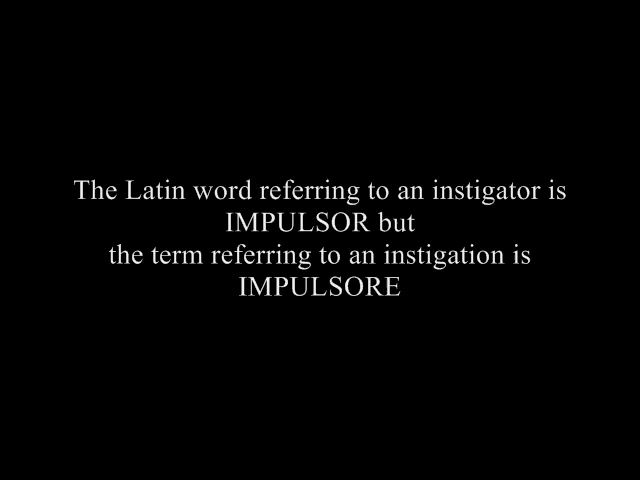 The Latin word referring to an instigator is
IMPULSOR but
the term referring to an instigation is
IMPULSORE